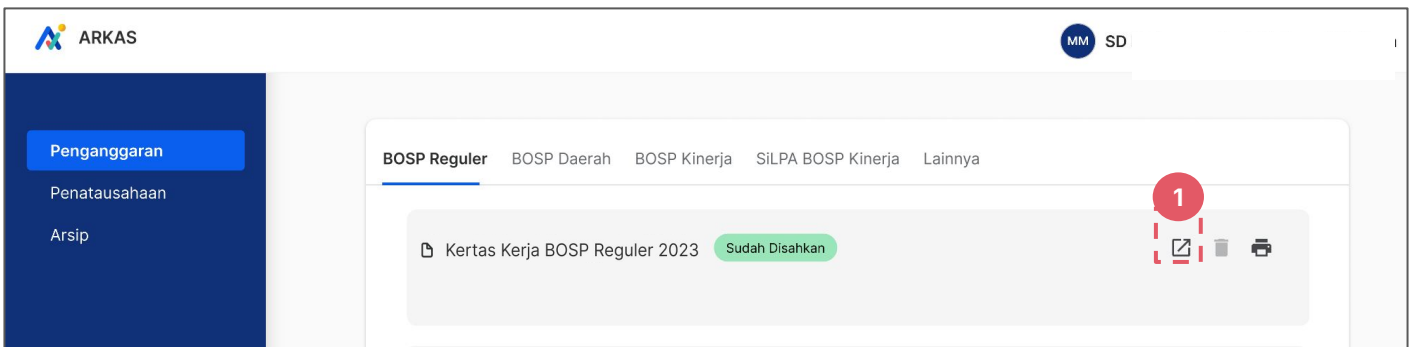 ARKAS
MM SD
Penganggaran
Penatausahaan
Arsip
BOSP Reguler BOSP Daerah BOSP Kinerja SiLPA BOSP Kinerja Lainnya
1
Kertas Kerja BOSP Reguler 2023 Sudah Disahkan